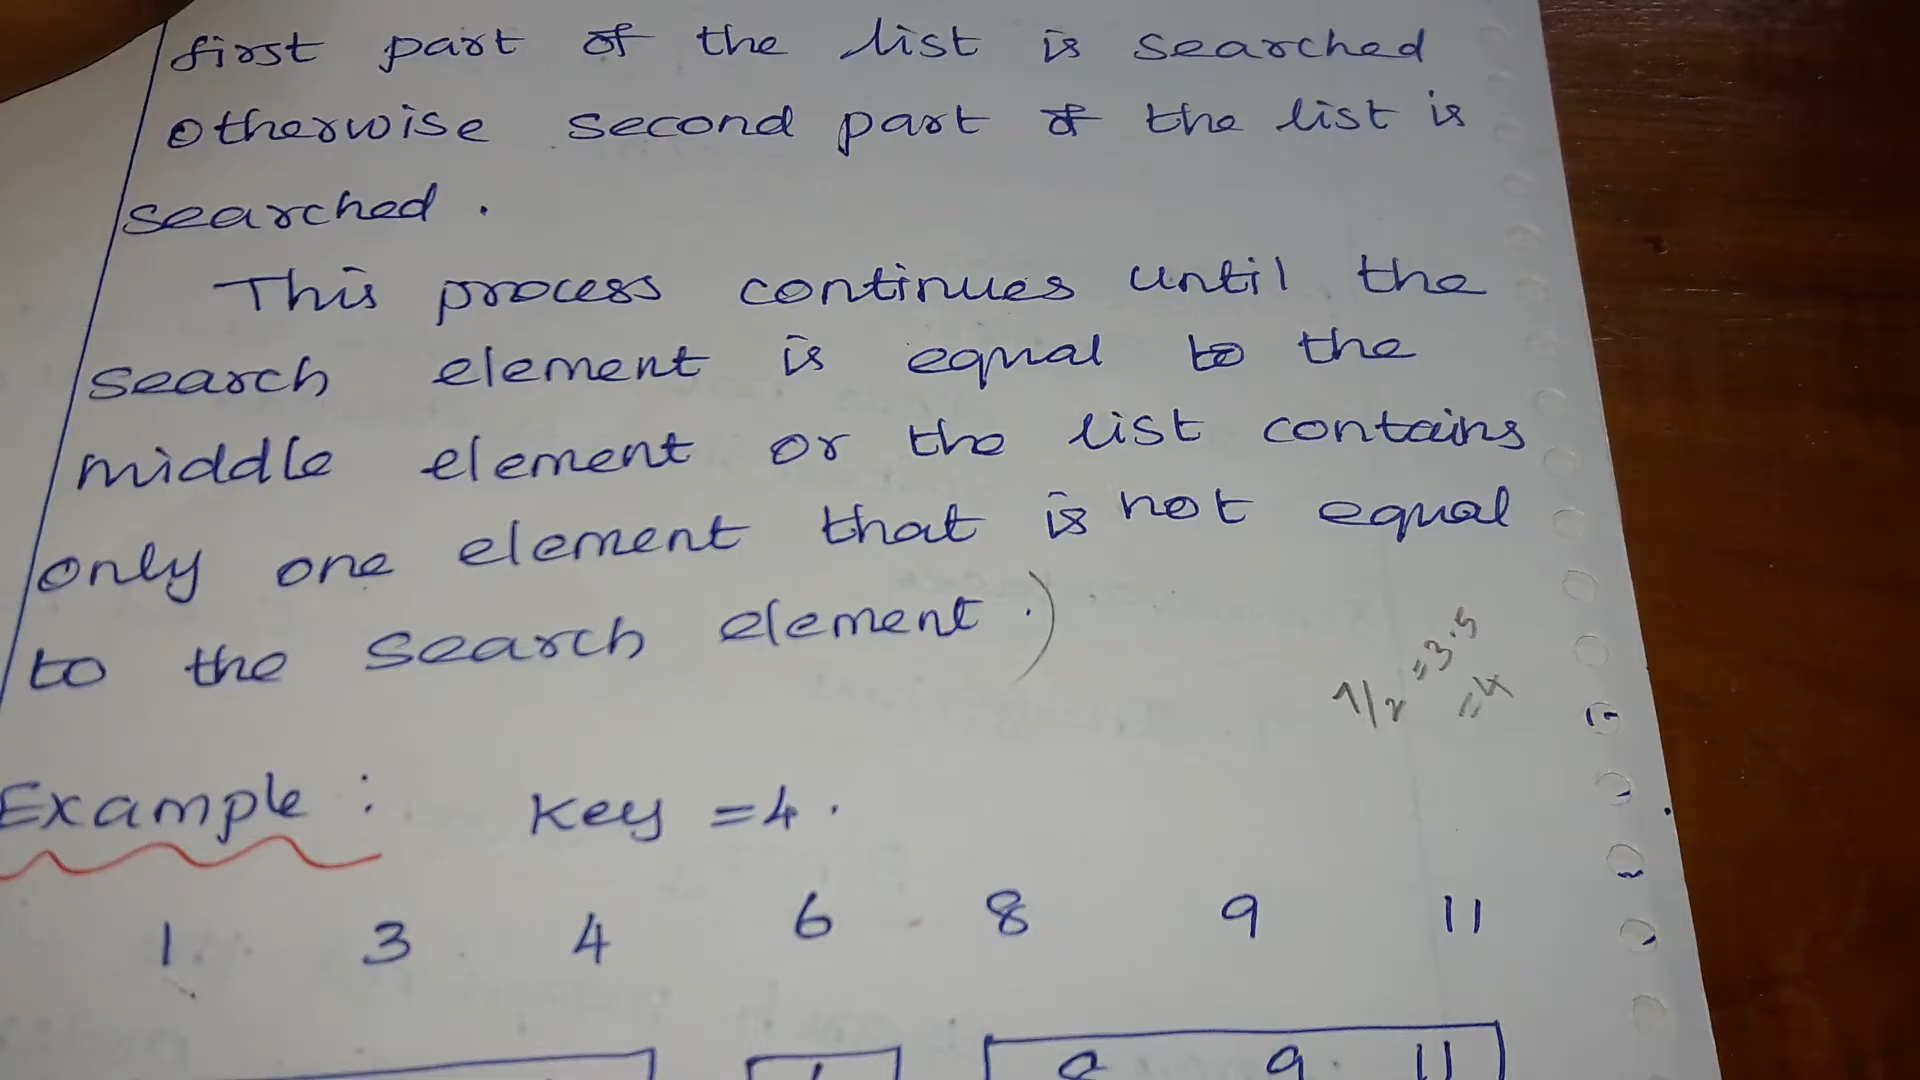 first part of the list is searched
otherwise second part of the list is
searched.
This process continues until the
search element is equal to the
middle element or the list contains
only one element that is not equal
to the search element.)
7/2 = 3.5
= 4
Example : Key = 4.
1 3 4 6 8 9 11
9 11